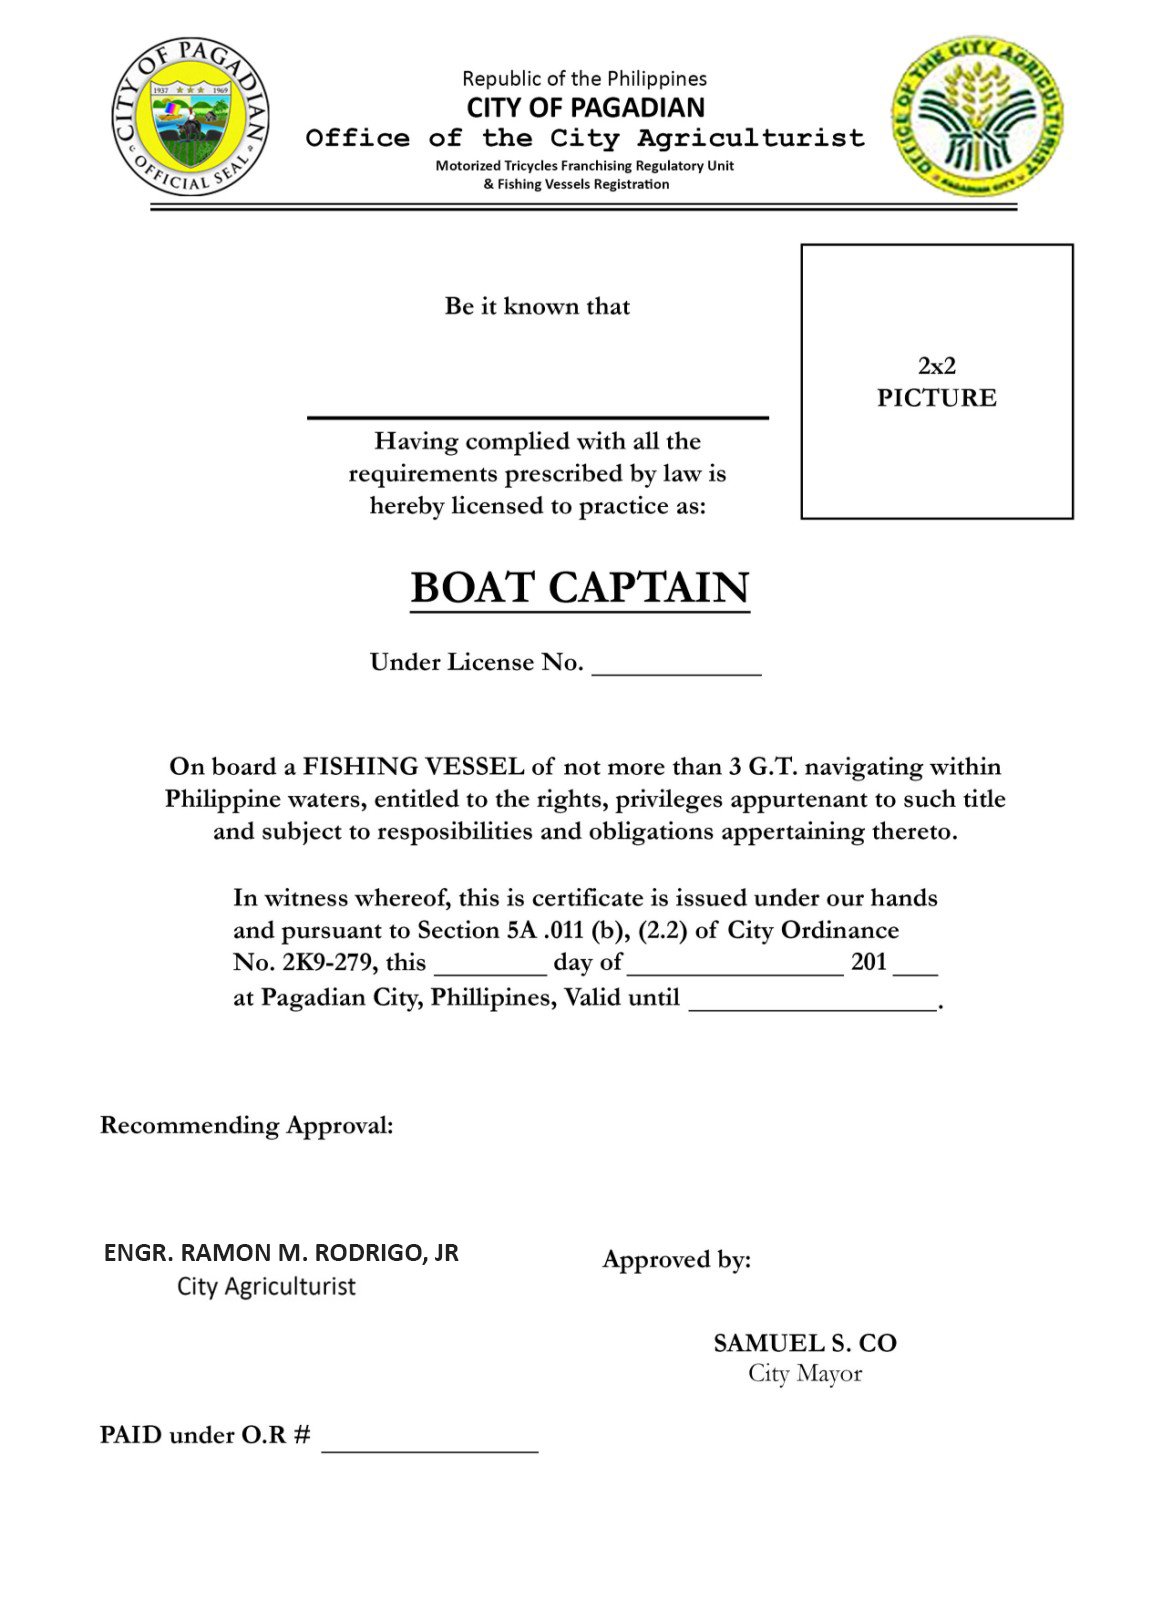 CITY OF PAGADIAN
1937 1969
OFFICIAL SEAL
Republic of the Philippines
CITY OF PAGADIAN
Office of the City Agriculturist
Motorized Tricycles Franchising Regulatory Unit
& Fishing Vessels Registration
OFFICE OF THE CITY AGRICULTURIST
PAGADIAN CITY
Be it known that
2x2
PICTURE
Having complied with all the
requirements prescribed by law is
hereby licensed to practice as:
BOAT CAPTAIN
Under License No. ____________
On board a FISHING VESSEL of not more than 3 G.T. navigating within
Philippine waters, entitled to the rights, privileges appurtenant to such title
and subject to resposibilities and obligations appertaining thereto.
In witness whereof, this is certificate is issued under our hands
and pursuant to Section 5A .011 (b), (2.2) of City Ordinance
No. 2K9-279, this ________ day of ________________ 201 ___
at Pagadian City, Phillipines, Valid until __________________.
Recommending Approval:
ENGR. RAMON M. RODRIGO, JR
City Agriculturist
Approved by:
SAMUEL S. CO
City Mayor
PAID under O.R # ________________